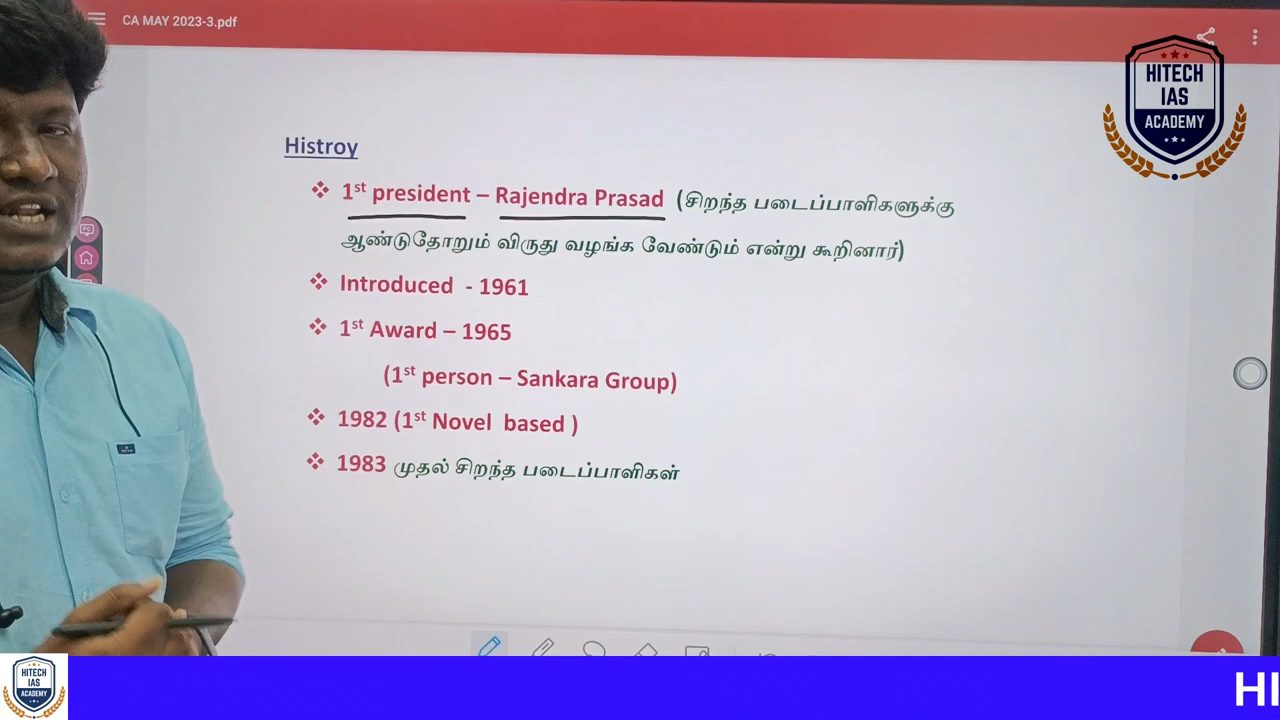 CA MAY 2023-3.pdf
HITECH
IAS
ACADEMY
Histroy
❖ 1st president – Rajendra Prasad (சிறந்த படைப்பாளிகளுக்கு
ஆண்டுதோறும் விருது வழங்க வேண்டும் என்று கூறினார்)
❖ Introduced - 1961
❖ 1st Award – 1965
(1st person – Sankara Group)
❖ 1982 (1st Novel based )
❖ 1983 முதல் சிறந்த படைப்பாளிகள்
PC
HITECH
IAS
ACADEMY
HI